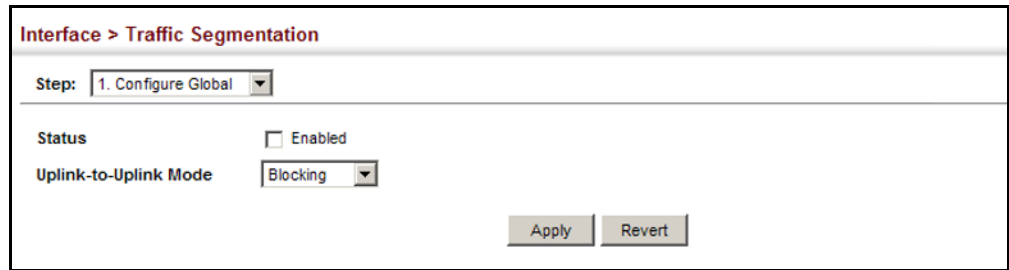 Interface > Traffic Segmentation
Step: 1. Configure Global
Status Enabled
Uplink-to-Uplink Mode Blocking
Apply Revert